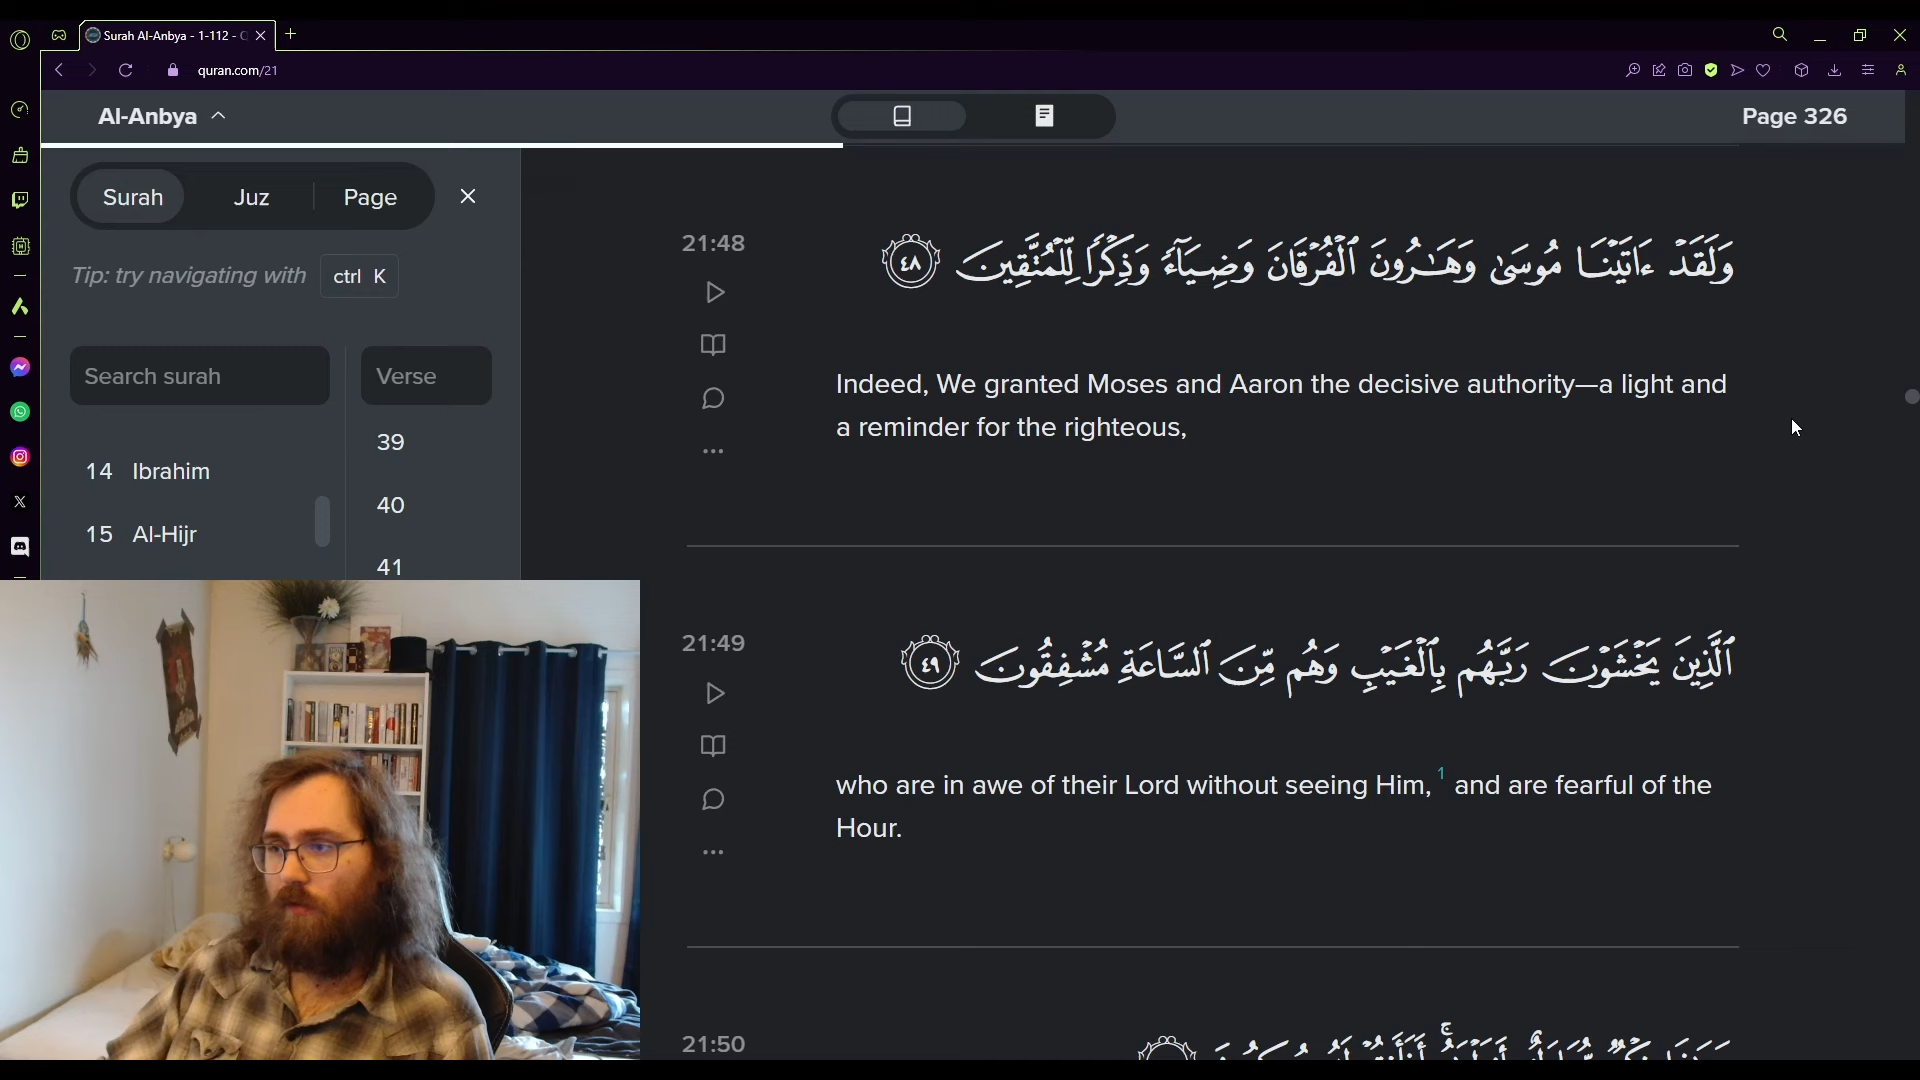 Surah Al-Anbya - 1-112 - Q
quran.com/21
Al-Anbya
Page 326
Surah
Juz
Page
Tip: try navigating with ctrl K
Search surah
Verse
39
14 Ibrahim
40
15 Al-Hijr
41
21:48
وَلَقَدْ ءَاتَيْنَا مُوسَىٰ وَهَـٰرُونَ ٱلْفُرْقَانَ وَضِيَآءً وَذِكْرًا لِّلْمُتَّقِينَ ٤٨
Indeed, We granted Moses and Aaron the decisive authority—a light and
a reminder for the righteous,
21:49
ٱلَّذِينَ يَخْشَوْنَ رَبَّهُم بِٱلْغَيْبِ وَهُم مِّنَ ٱلسَّاعَةِ مُشْفِقُونَ ٤٩
who are in awe of their Lord without seeing Him, 1 and are fearful of the
Hour.
21:50